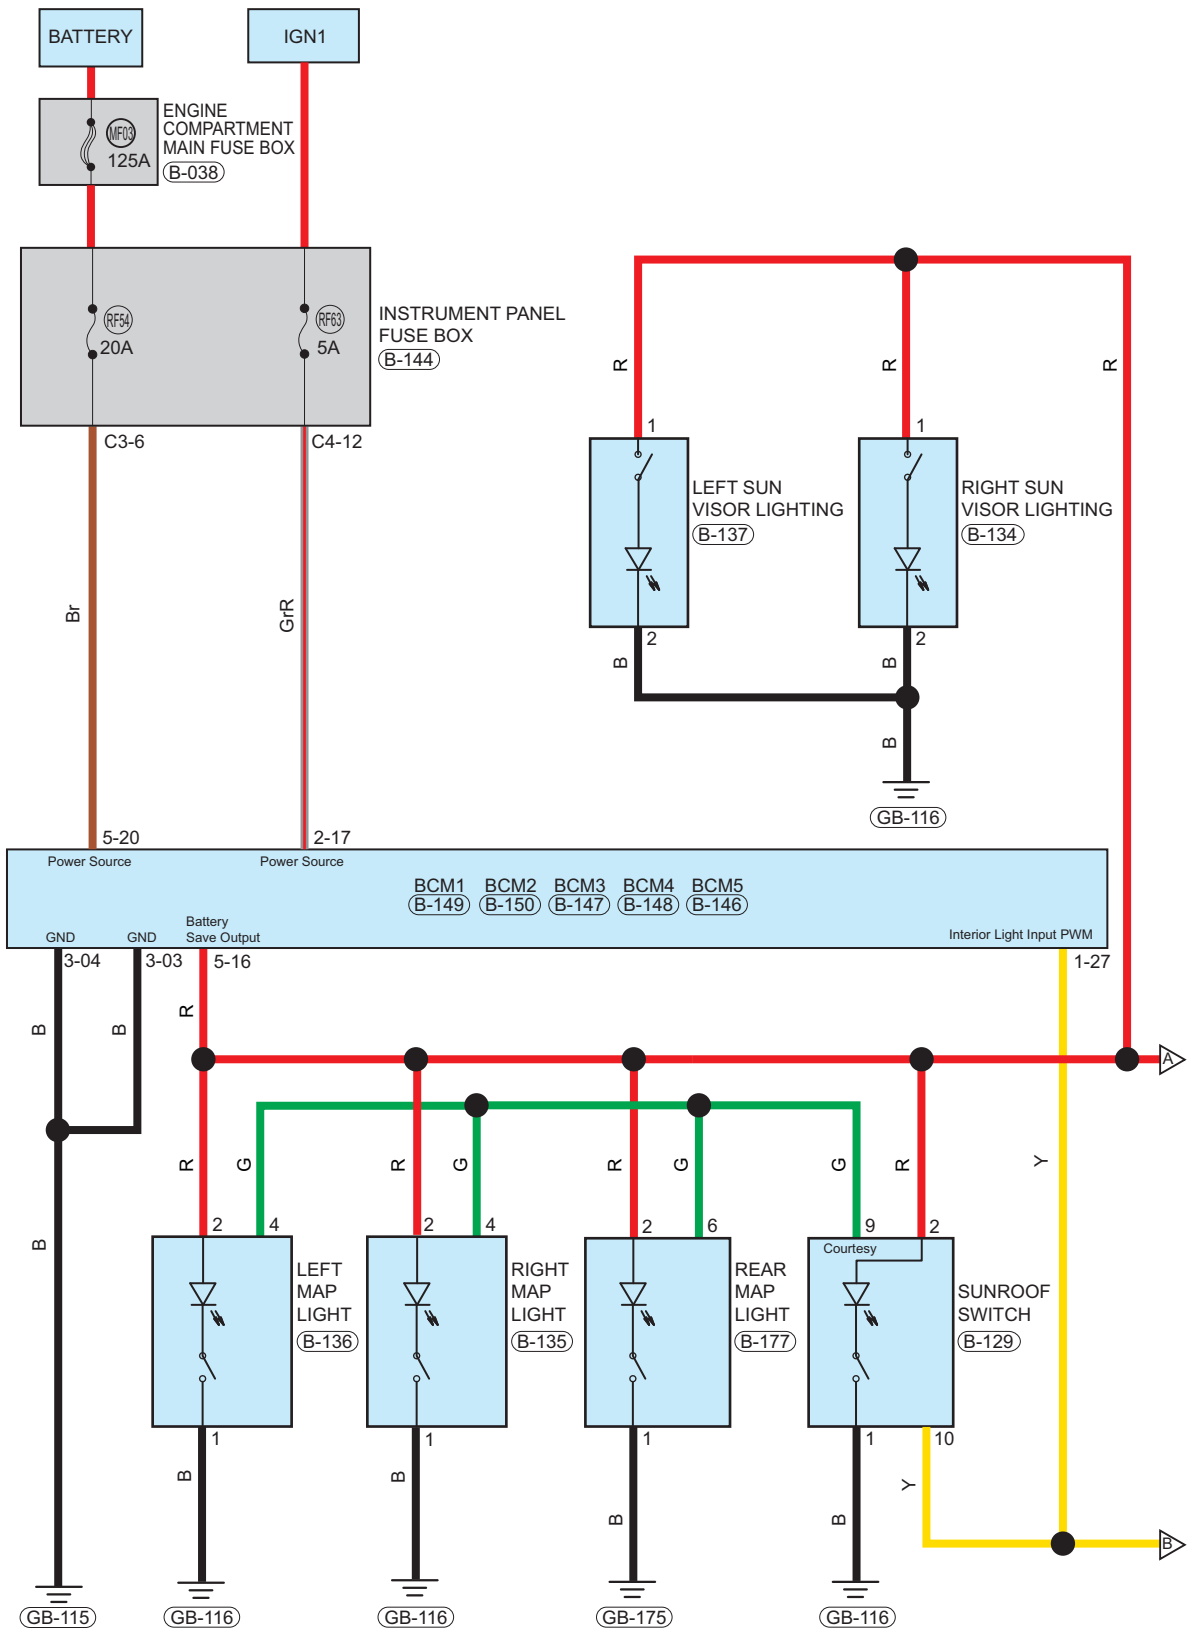 BATTERY
IGN1
MF03
125A
ENGINE
COMPARTMENT
MAIN FUSE BOX
B-038
RF54
20A
RF63
5A
INSTRUMENT PANEL
FUSE BOX
B-144
C3-6
C4-12
R
R
R
1
1
LEFT SUN
VISOR LIGHTING
B-137
RIGHT SUN
VISOR LIGHTING
B-134
Br
GrR
2
2
B
B
B
GB-116
5-20
2-17
Power Source
Power Source
BCM1
B-149
BCM2
B-150
BCM3
B-147
BCM4
B-148
BCM5
B-146
GND
GND
Battery
Save Output
Interior Light Input PWM
3-04
3-03
5-16
1-27
B
B
R
A
R
G
R
G
R
G
G
R
Y
B
2
4
2
4
2
6
9
2
Courtesy
LEFT
MAP
LIGHT
B-136
RIGHT
MAP
LIGHT
B-135
REAR
MAP
LIGHT
B-177
SUNROOF
SWITCH
B-129
1
1
1
1
10
B
B
B
B
Y
B
GB-115
GB-116
GB-116
GB-175
GB-116